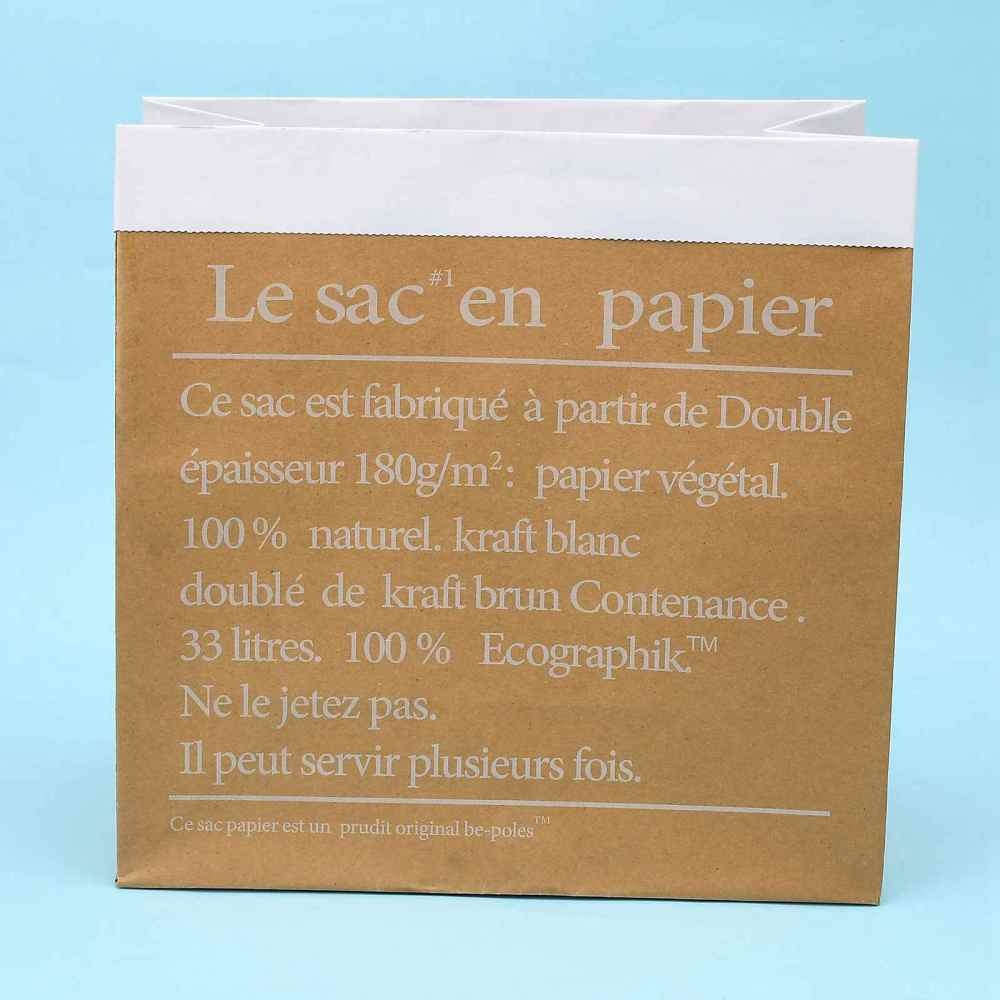 Le sac #1 en papier
Ce sac est fabriqué à partir de Double
épaisseur 180g/m²: papier végétal.
100 % naturel. kraft blanc
doublé de kraft brun Contenance .
33 litres. 100 % Ecographik.™
Ne le jetez pas.
Il peut servir plusieurs fois.
Ce sac papier est un prudit original be-poles™